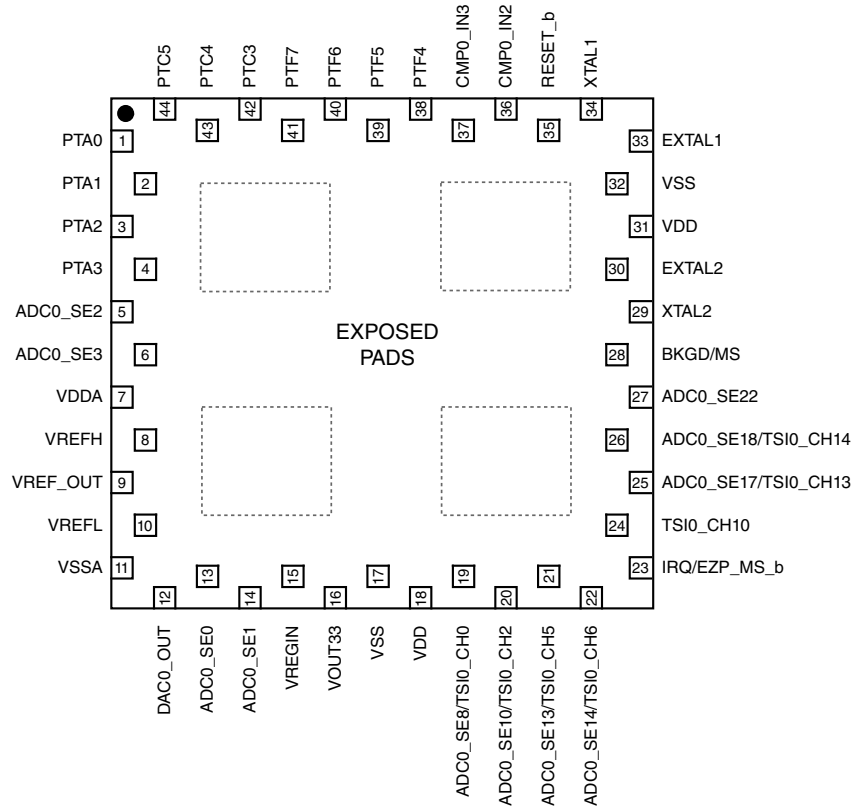 PTC5
PTC4
PTC3
PTF7
PTF6
PTF5
PTF4
CMP0_IN3
CMP0_IN2
RESET_b
XTAL1
44
43
42
41
40
39
38
37
36
35
34
PTA0 1
PTA1 2
PTA2 3
PTA3 4
ADC0_SE2 5
ADC0_SE3 6
VDDA 7
VREFH 8
VREF_OUT 9
VREFL 10
VSSA 11
EXPOSED
PADS
33 EXTAL1
32 VSS
31 VDD
30 EXTAL2
29 XTAL2
28 BKGD/MS
27 ADC0_SE22
26 ADC0_SE18/TSI0_CH14
25 ADC0_SE17/TSI0_CH13
24 TSI0_CH10
23 IRQ/EZP_MS_b
12
13
14
15
16
17
18
19
20
21
22
DAC0_OUT
ADC0_SE0
ADC0_SE1
VREGIN
VOUT33
VSS
VDD
ADC0_SE8/TSI0_CH0
ADC0_SE10/TSI0_CH2
ADC0_SE13/TSI0_CH5
ADC0_SE14/TSI0_CH6